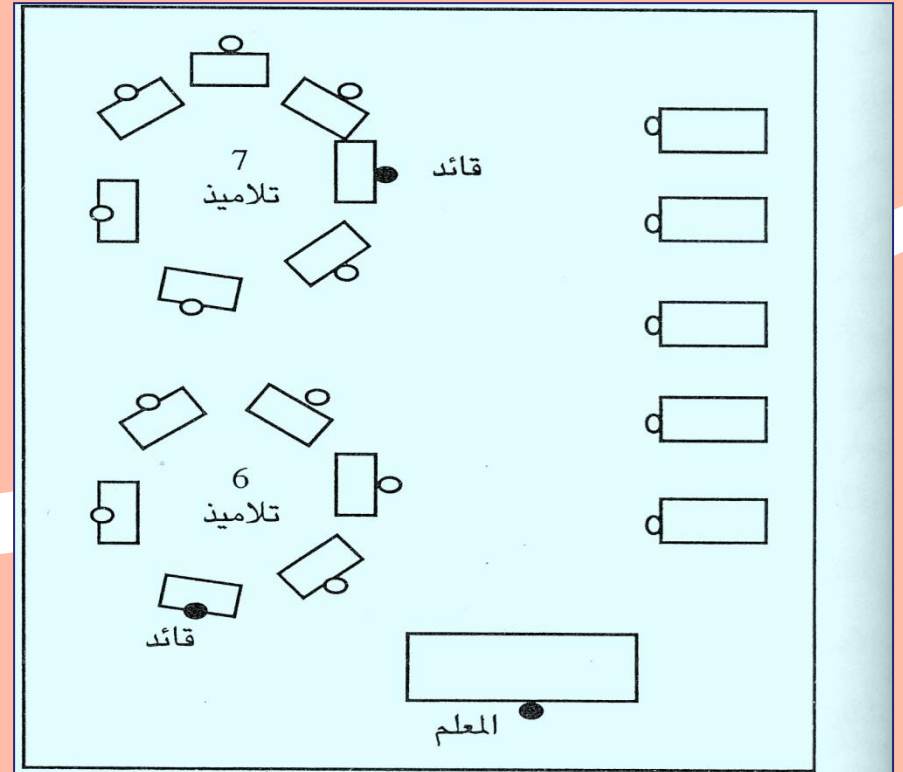 7
تلاميذ
قائد
6
تلاميذ
قائد
المعلم